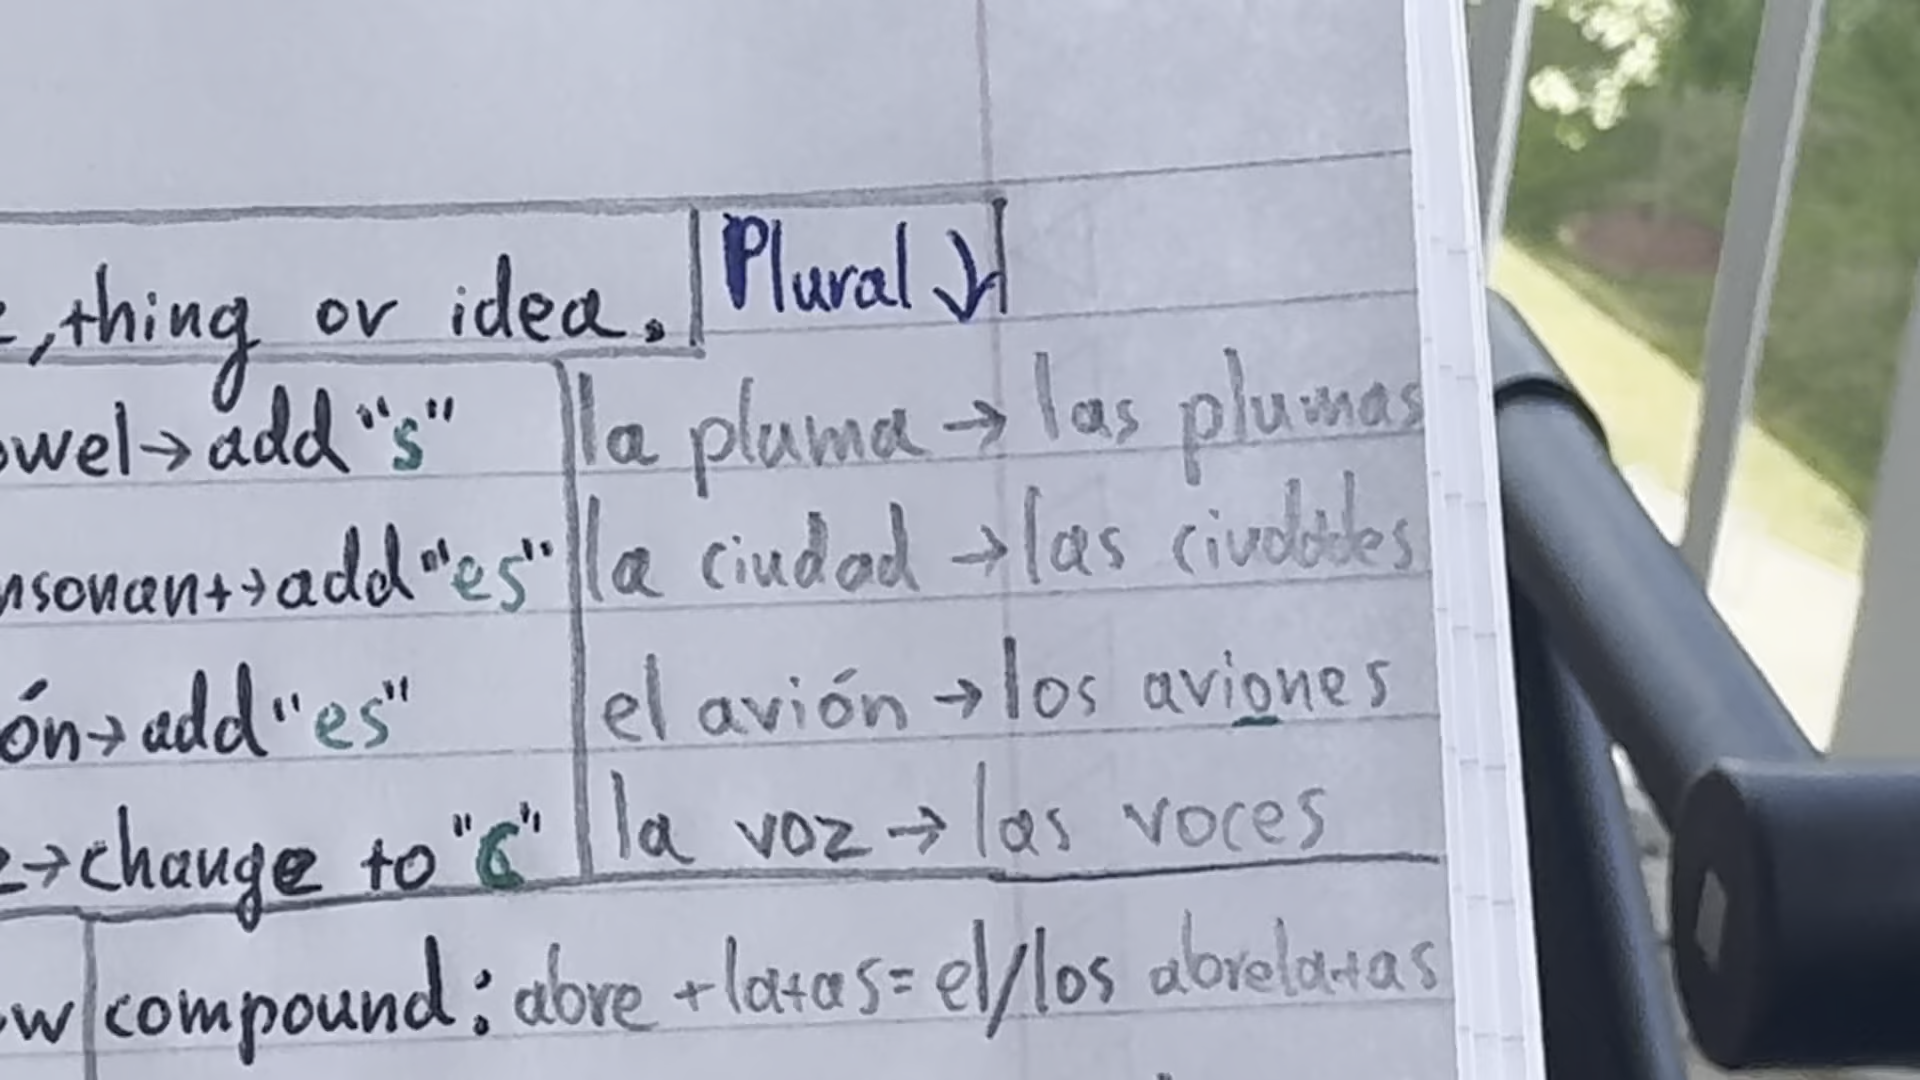 , thing or idea. Plural ↓
owel → add "s" la pluma → las plumas
nsonant → add "es" la ciudad → las ciudades
ón → add "es" el avión → los aviones
z → change to "c" la voz → las voces
w compound: abre + latas = el/los abrelatas